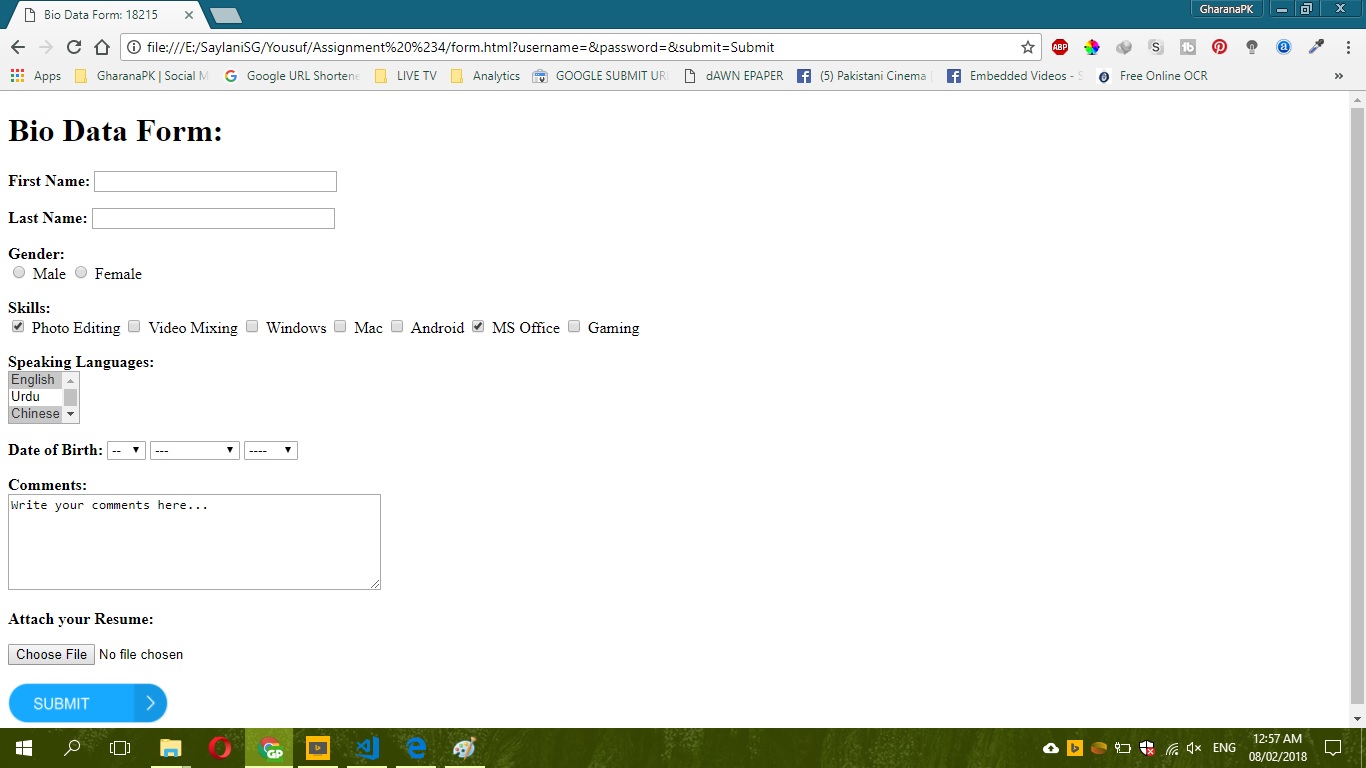 Bio Data Form: 18215
GharanaPK
file:///E:/SaylaniSG/Yousuf/Assignment%20%234/form.html?username=&password=&submit=Submit
ABP
S
1b
a
Apps GharanaPK | Social M Google URL Shortene LIVE TV Analytics GOOGLE SUBMIT UR dAWN EPAPER (5) Pakistani Cinema Embedded Videos - S Free Online OCR »
Bio Data Form:
First Name:
Last Name:
Gender:
Male Female
Skills:
Photo Editing Video Mixing Windows Mac Android MS Office Gaming
Speaking Languages:
English
Urdu
Chinese
Date of Birth: -- --- ----
Comments:
Write your comments here...
Attach your Resume:
Choose File No file chosen
SUBMIT
GP
ENG
12:57 AM
08/02/2018